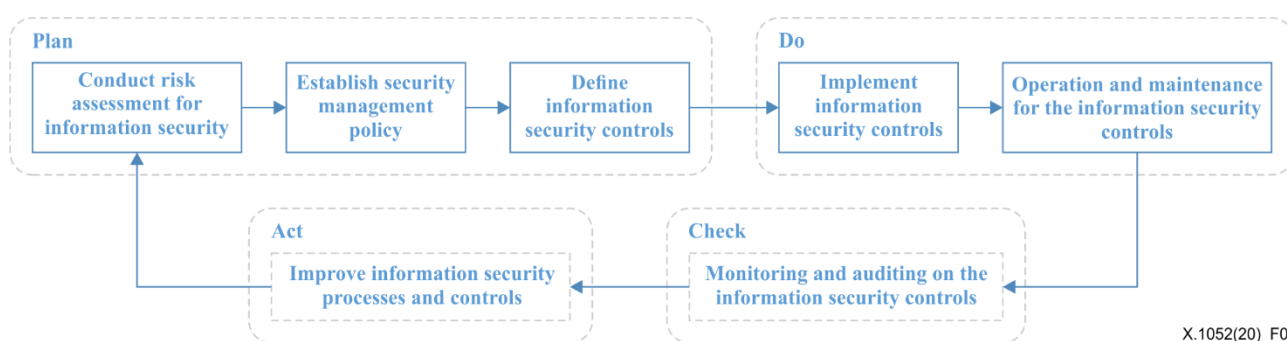 Plan
Conduct risk
assessment for
information security
Establish security
management
policy
Define
information
security controls
Do
Implement
information
security controls
Operation and maintenance
for the information security
controls
Act
Improve information security
processes and controls
Check
Monitoring and auditing on the
information security controls
X.1052(20)_F0